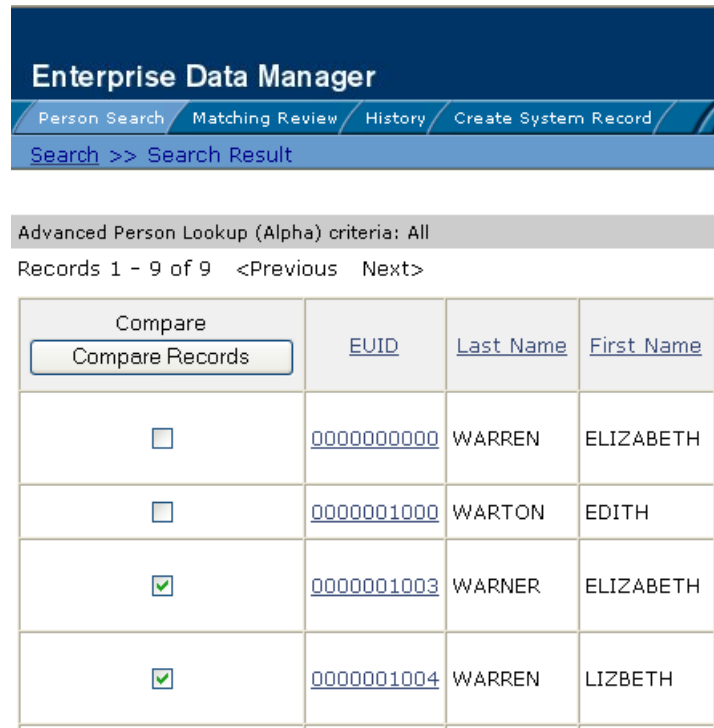 Enterprise Data Manager
Person Search Matching Review History Create System Record
Search >> Search Result
Advanced Person Lookup (Alpha) criteria: All
Records 1 - 9 of 9 <Previous Next>
Compare
Compare Records EUID Last Name First Name
0000000000 WARREN ELIZABETH
0000001000 WARTON EDITH
0000001003 WARNER ELIZABETH
0000001004 WARREN LIZBETH